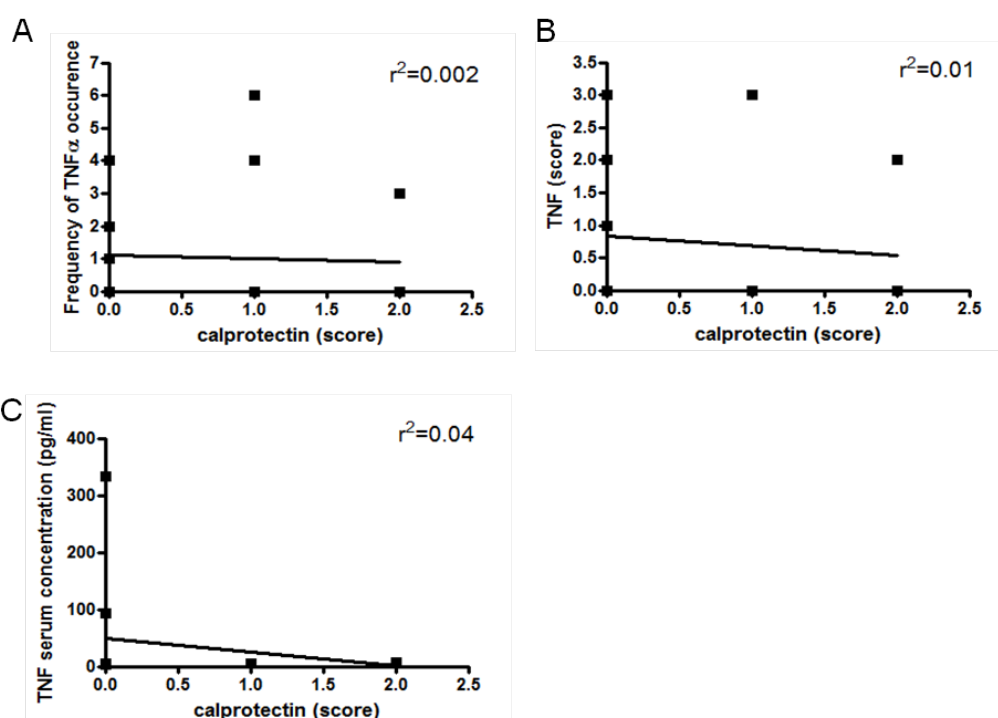 A
Frequency of TNFα occurence
7
6
5
4
3
2
1
0
r²=0.002
0.0 0.5 1.0 1.5 2.0 2.5
calprotectin (score)
B
TNF (score)
3.5
3.0
2.5
2.0
1.5
1.0
0.5
0.0
r²=0.01
0.0 0.5 1.0 1.5 2.0 2.5
calprotectin (score)
C
TNF serum concentration (pg/ml)
400
300
200
100
0
r²=0.04
0.0 0.5 1.0 1.5 2.0 2.5
calprotectin (score)